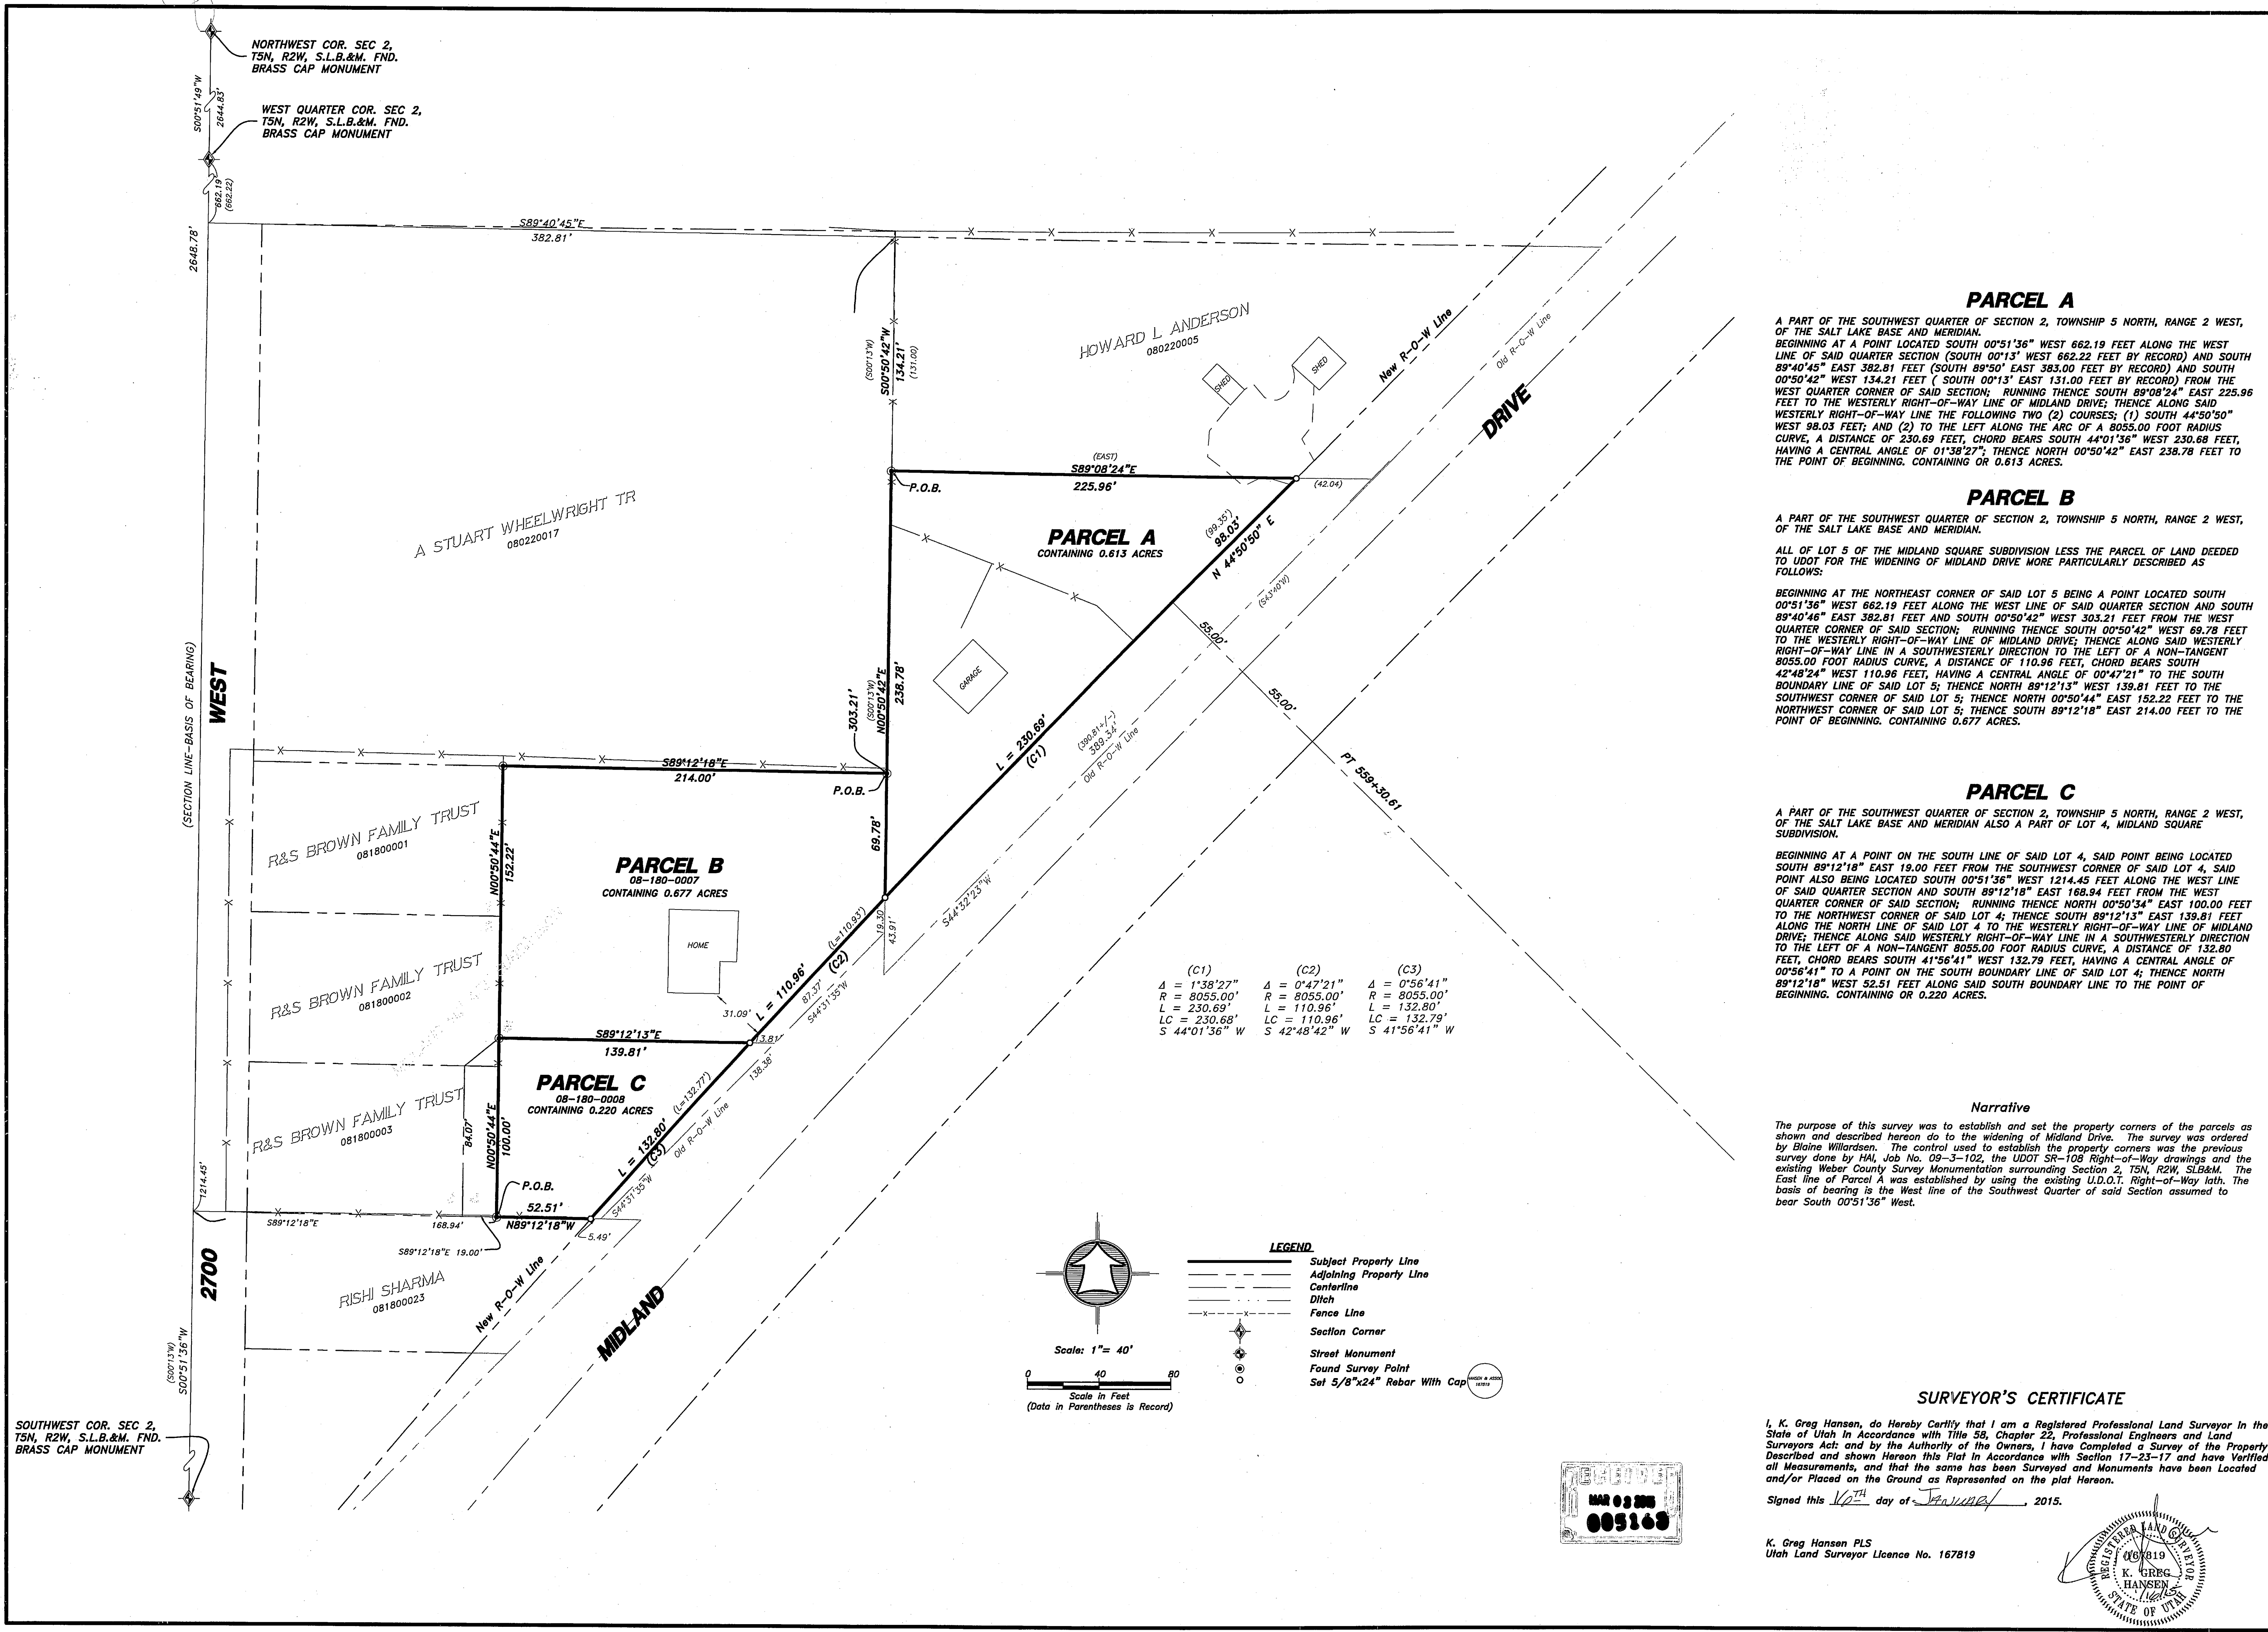 NORTHWEST COR. SEC 2,
T5N, R2W, S.L.B.&M. FND.
BRASS CAP MONUMENT
S00°51'49"W
2644.83'
WEST QUARTER COR. SEC 2,
T5N, R2W, S.L.B.&M. FND.
BRASS CAP MONUMENT
662.19
(662.22)
2648.78'
S89°40'45"E
382.81'
(SECTION LINE-BASIS OF BEARING)
WEST
(S00°13'W)
S00°50'42"W
134.21'
(131.00)
HOWARD L ANDERSON
080220005
SHED
SHED
New R-O-W Line
Old R-O-W Line
DRIVE
A STUART WHEELWRIGHT TR
080220017
(EAST)
S89°08'24"E
225.96'
P.O.B.
(42.04)
PARCEL A
CONTAINING 0.613 ACRES
(99.35')
98.03'
N 44°50'50" E
(S43°40'W)
55.00'
55.00'
PT 559+30.61
GARAGE
303.21'
(S00°13'W)
N00°50'42"E
238.78'
L = 230.69'
(C1)
(390.81+/-)
389.34'
Old R-O-W Line
S89°12'18"E
214.00'
P.O.B.
69.78'
R&S BROWN FAMILY TRUST
081800001
N00°50'44"E
152.22'
PARCEL B
08-180-0007
CONTAINING 0.677 ACRES
HOME
19.30
43.91'
S44°32'23"W
(L=110.93')
(C2)
L = 110.96'
87.37'
S44°31'35"W
31.09'
R&S BROWN FAMILY TRUST
081800002
S89°12'13"E
139.81'
13.81'
138.38'
PARCEL C
08-180-0008
CONTAINING 0.220 ACRES
R&S BROWN FAMILY TRUST
081800003
84.07'
N00°50'44"E
100.00'
(L=132.77')
L = 132.80'
(C3)
Old R-O-W Line
S44°31'35"W
1214.45'
S89°12'18"E
168.94'
P.O.B.
52.51'
N89°12'18"W
5.49'
S89°12'18"E 19.00'
2700
RISHI SHARMA
081800023
New R-O-W Line
MIDLAND
(S00°13'W)
S00°51'36"W
SOUTHWEST COR. SEC 2,
T5N, R2W, S.L.B.&M. FND.
BRASS CAP MONUMENT
(C1) (C2) (C3)
Δ = 1°38'27" Δ = 0°47'21" Δ = 0°56'41"
R = 8055.00' R = 8055.00' R = 8055.00'
L = 230.69' L = 110.96' L = 132.80'
LC = 230.68' LC = 110.96' LC = 132.79'
S 44°01'36" W S 42°48'42" W S 41°56'41" W
Scale: 1"= 40'
0 40 80
Scale in Feet
(Data in Parentheses is Record)
LEGEND
Subject Property Line
Adjoining Property Line
Centerline
Ditch
Fence Line
Section Corner
Street Monument
Found Survey Point
Set 5/8"x24" Rebar With Cap
HANSEN & ASSOC
167819
MAR 03 2015
005163
PARCEL A
A PART OF THE SOUTHWEST QUARTER OF SECTION 2, TOWNSHIP 5 NORTH, RANGE 2 WEST,
OF THE SALT LAKE BASE AND MERIDIAN.
BEGINNING AT A POINT LOCATED SOUTH 00°51'36" WEST 662.19 FEET ALONG THE WEST
LINE OF SAID QUARTER SECTION (SOUTH 00°13' WEST 662.22 FEET BY RECORD) AND SOUTH
89°40'45" EAST 382.81 FEET (SOUTH 89°50' EAST 383.00 FEET BY RECORD) AND SOUTH
00°50'42" WEST 134.21 FEET ( SOUTH 00°13' EAST 131.00 FEET BY RECORD) FROM THE
WEST QUARTER CORNER OF SAID SECTION; RUNNING THENCE SOUTH 89°08'24" EAST 225.96
FEET TO THE WESTERLY RIGHT-OF-WAY LINE OF MIDLAND DRIVE; THENCE ALONG SAID
WESTERLY RIGHT-OF-WAY LINE THE FOLLOWING TWO (2) COURSES; (1) SOUTH 44°50'50"
WEST 98.03 FEET; AND (2) TO THE LEFT ALONG THE ARC OF A 8055.00 FOOT RADIUS
CURVE, A DISTANCE OF 230.69 FEET, CHORD BEARS SOUTH 44°01'36" WEST 230.68 FEET,
HAVING A CENTRAL ANGLE OF 01°38'27"; THENCE NORTH 00°50'42" EAST 238.78 FEET TO
THE POINT OF BEGINNING. CONTAINING OR 0.613 ACRES.
PARCEL B
A PART OF THE SOUTHWEST QUARTER OF SECTION 2, TOWNSHIP 5 NORTH, RANGE 2 WEST,
OF THE SALT LAKE BASE AND MERIDIAN.
ALL OF LOT 5 OF THE MIDLAND SQUARE SUBDIVISION LESS THE PARCEL OF LAND DEEDED
TO UDOT FOR THE WIDENING OF MIDLAND DRIVE MORE PARTICULARLY DESCRIBED AS
FOLLOWS:
BEGINNING AT THE NORTHEAST CORNER OF SAID LOT 5 BEING A POINT LOCATED SOUTH
00°51'36" WEST 662.19 FEET ALONG THE WEST LINE OF SAID QUARTER SECTION AND SOUTH
89°40'46" EAST 382.81 FEET AND SOUTH 00°50'42" WEST 303.21 FEET FROM THE WEST
QUARTER CORNER OF SAID SECTION; RUNNING THENCE SOUTH 00°50'42" WEST 69.78 FEET
TO THE WESTERLY RIGHT-OF-WAY LINE OF MIDLAND DRIVE; THENCE ALONG SAID WESTERLY
RIGHT-OF-WAY LINE IN A SOUTHWESTERLY DIRECTION TO THE LEFT OF A NON-TANGENT
8055.00 FOOT RADIUS CURVE, A DISTANCE OF 110.96 FEET, CHORD BEARS SOUTH
42°48'24" WEST 110.96 FEET, HAVING A CENTRAL ANGLE OF 00°47'21" TO THE SOUTH
BOUNDARY LINE OF SAID LOT 5; THENCE NORTH 89°12'13" WEST 139.81 FEET TO THE
SOUTHWEST CORNER OF SAID LOT 5; THENCE NORTH 00°50'44" EAST 152.22 FEET TO THE
NORTHWEST CORNER OF SAID LOT 5; THENCE SOUTH 89°12'18" EAST 214.00 FEET TO THE
POINT OF BEGINNING. CONTAINING 0.677 ACRES.
PARCEL C
A PART OF THE SOUTHWEST QUARTER OF SECTION 2, TOWNSHIP 5 NORTH, RANGE 2 WEST,
OF THE SALT LAKE BASE AND MERIDIAN ALSO A PART OF LOT 4, MIDLAND SQUARE
SUBDIVISION.
BEGINNING AT A POINT ON THE SOUTH LINE OF SAID LOT 4, SAID POINT BEING LOCATED
SOUTH 89°12'18" EAST 19.00 FEET FROM THE SOUTHWEST CORNER OF SAID LOT 4, SAID
POINT ALSO BEING LOCATED SOUTH 00°51'36" WEST 1214.45 FEET ALONG THE WEST LINE
OF SAID QUARTER SECTION AND SOUTH 89°12'18" EAST 168.94 FEET FROM THE WEST
QUARTER CORNER OF SAID SECTION; RUNNING THENCE NORTH 00°50'34" EAST 100.00 FEET
TO THE NORTHWEST CORNER OF SAID LOT 4; THENCE SOUTH 89°12'13" EAST 139.81 FEET
ALONG THE NORTH LINE OF SAID LOT 4 TO THE WESTERLY RIGHT-OF-WAY LINE OF MIDLAND
DRIVE; THENCE ALONG SAID WESTERLY RIGHT-OF-WAY LINE IN A SOUTHWESTERLY DIRECTION
TO THE LEFT OF A NON-TANGENT 8055.00 FOOT RADIUS CURVE, A DISTANCE OF 132.80
FEET, CHORD BEARS SOUTH 41°56'41" WEST 132.79 FEET, HAVING A CENTRAL ANGLE OF
00°56'41" TO A POINT ON THE SOUTH BOUNDARY LINE OF SAID LOT 4; THENCE NORTH
89°12'18" WEST 52.51 FEET ALONG SAID SOUTH BOUNDARY LINE TO THE POINT OF
BEGINNING. CONTAINING OR 0.220 ACRES.
Narrative
The purpose of this survey was to establish and set the property corners of the parcels as
shown and described hereon do to the widening of Midland Drive. The survey was ordered
by Blaine Willardsen. The control used to establish the property corners was the previous
survey done by HAI, Job No. 09-3-102, the UDOT SR-108 Right-of-Way drawings and the
existing Weber County Survey Monumentation surrounding Section 2, T5N, R2W, SLB&M. The
East line of Parcel A was established by using the existing U.D.O.T. Right-of-Way lath. The
basis of bearing is the West line of the Southwest Quarter of said Section assumed to
bear South 00°51'36" West.
SURVEYOR'S CERTIFICATE
I, K. Greg Hansen, do Hereby Certify that I am a Registered Professional Land Surveyor in the
State of Utah in Accordance with Title 58, Chapter 22, Professional Engineers and Land
Surveyors Act: and by the Authority of the Owners, I have Completed a Survey of the Property
Described and shown Hereon this Plat in Accordance with Section 17-23-17 and have Verified
all Measurements, and that the same has been Surveyed and Monuments have been Located
and/or Placed on the Ground as Represented on the plat Hereon.
Signed this 16TH day of January, 2015.
K. Greg Hansen PLS
Utah Land Surveyor Licence No. 167819
REGISTERED LAND SURVEYOR
167819
K. GREG
HANSEN
1/16/15
STATE OF UTAH